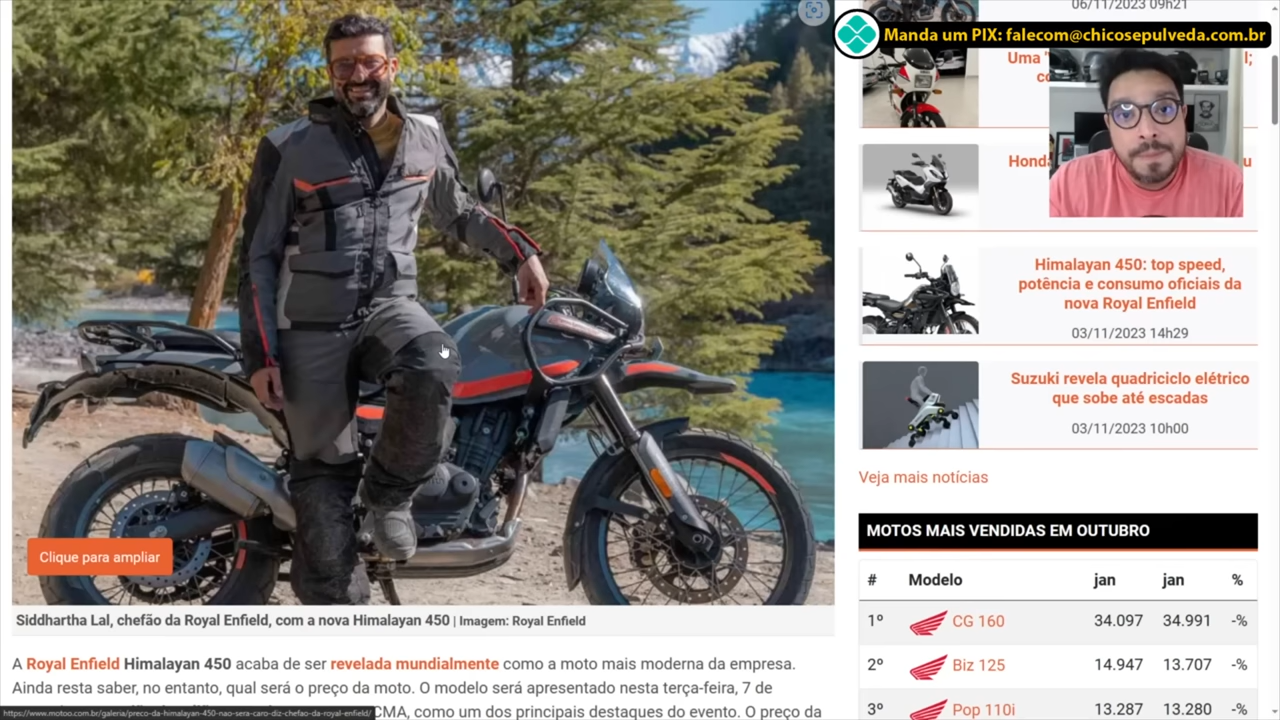 06/11/2023 09h21
Manda um PIX: falecom@chicosepulveda.com.br
Uma "
l;
Honda
u
Himalayan 450: top speed,
potência e consumo oficiais da
nova Royal Enfield
03/11/2023 14h29
Suzuki revela quadriciclo elétrico
que sobe até escadas
03/11/2023 10h00
Veja mais notícias
MOTOS MAIS VENDIDAS EM OUTUBRO
# Modelo jan jan %
1º CG 160 34.097 34.991 -%
2º Biz 125 14.947 13.707 -%
3º Pop 110i 13.287 13.280 -%
Clique para ampliar
Siddhartha Lal, chefão da Royal Enfield, com a nova Himalayan 450 | Imagem: Royal Enfield
A Royal Enfield Himalayan 450 acaba de ser revelada mundialmente como a moto mais moderna da empresa.
Ainda resta saber, no entanto, qual será o preço da moto. O modelo será apresentado nesta terça-feira, 7 de
CMA, como um dos principais destaques do evento. O preço da
https://www.motoo.com.br/galeria/preco-da-himalayan-450-nao-sera-caro-diz-chefao-da-royal-enfield/